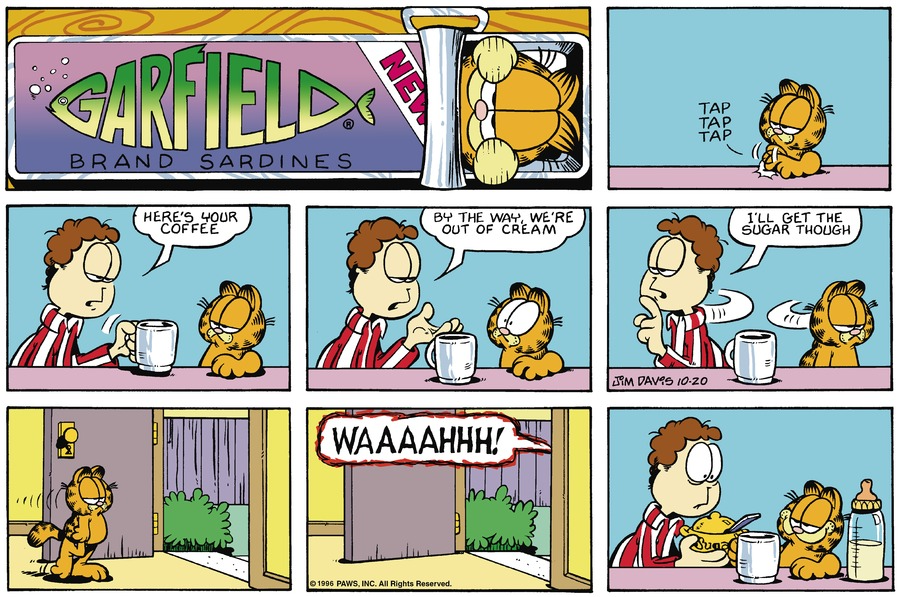 GARFIELD®
BRAND SARDINES
NEW
TAP
TAP
TAP
HERE'S YOUR
COFFEE
BY THE WAY, WE'RE
OUT OF CREAM
I'LL GET THE
SUGAR THOUGH
JIM DAVIS 10·20
WAAAAHHH!
© 1996 PAWS, INC. All Rights Reserved.
Sugar